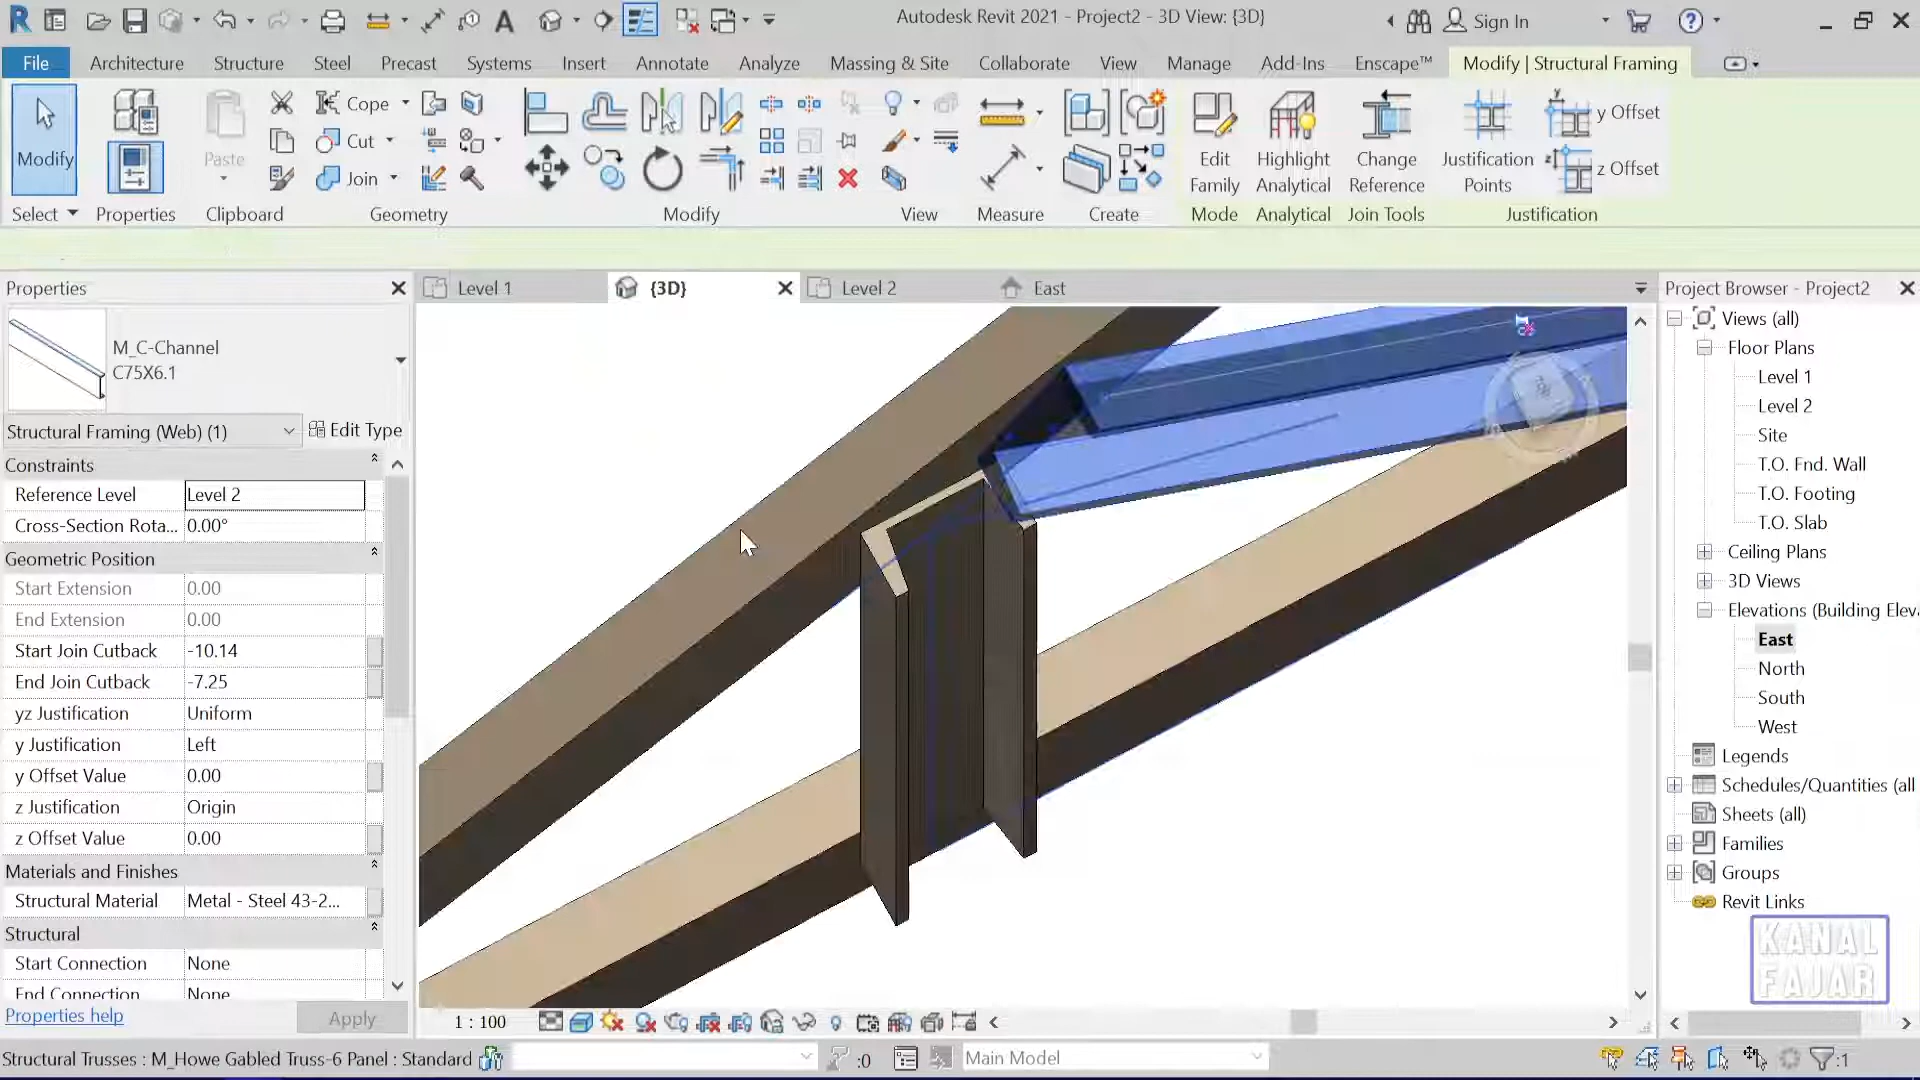 Autodesk Revit 2021 - Project2 - 3D View: {3D}
Sign In
File
Architecture
Structure
Steel
Precast
Systems
Insert
Annotate
Analyze
Massing & Site
Collaborate
View
Manage
Add-Ins
Enscape™
Modify | Structural Framing
Modify
Paste
Cope
Cut
Join
Edit
Family
Highlight
Analytical
Change
Reference
Justification
Points
y Offset
z Offset
Select
Properties
Clipboard
Geometry
Modify
View
Measure
Create
Mode
Analytical
Join Tools
Justification
Properties
M_C-Channel
C75X6.1
Structural Framing (Web) (1)
Edit Type
Constraints
Reference Level Level 2
Cross-Section Rota... 0.00°
Geometric Position
Start Extension 0.00
End Extension 0.00
Start Join Cutback -10.14
End Join Cutback -7.25
yz Justification Uniform
y Justification Left
y Offset Value 0.00
z Justification Origin
z Offset Value 0.00
Materials and Finishes
Structural Material Metal - Steel 43-2...
Structural
Start Connection None
End Connection None
Properties help
Apply
Level 1
{3D}
Level 2
East
1 : 100
Project Browser - Project2
Views (all)
Floor Plans
Level 1
Level 2
Site
T.O. Fnd. Wall
T.O. Footing
T.O. Slab
Ceiling Plans
3D Views
Elevations (Building Elev
East
North
South
West
Legends
Schedules/Quantities (all
Sheets (all)
Families
Groups
Revit Links
KANAL
FAJAR
Structural Trusses : M_Howe Gabled Truss-6 Panel : Standard
:0
Main Model
:1